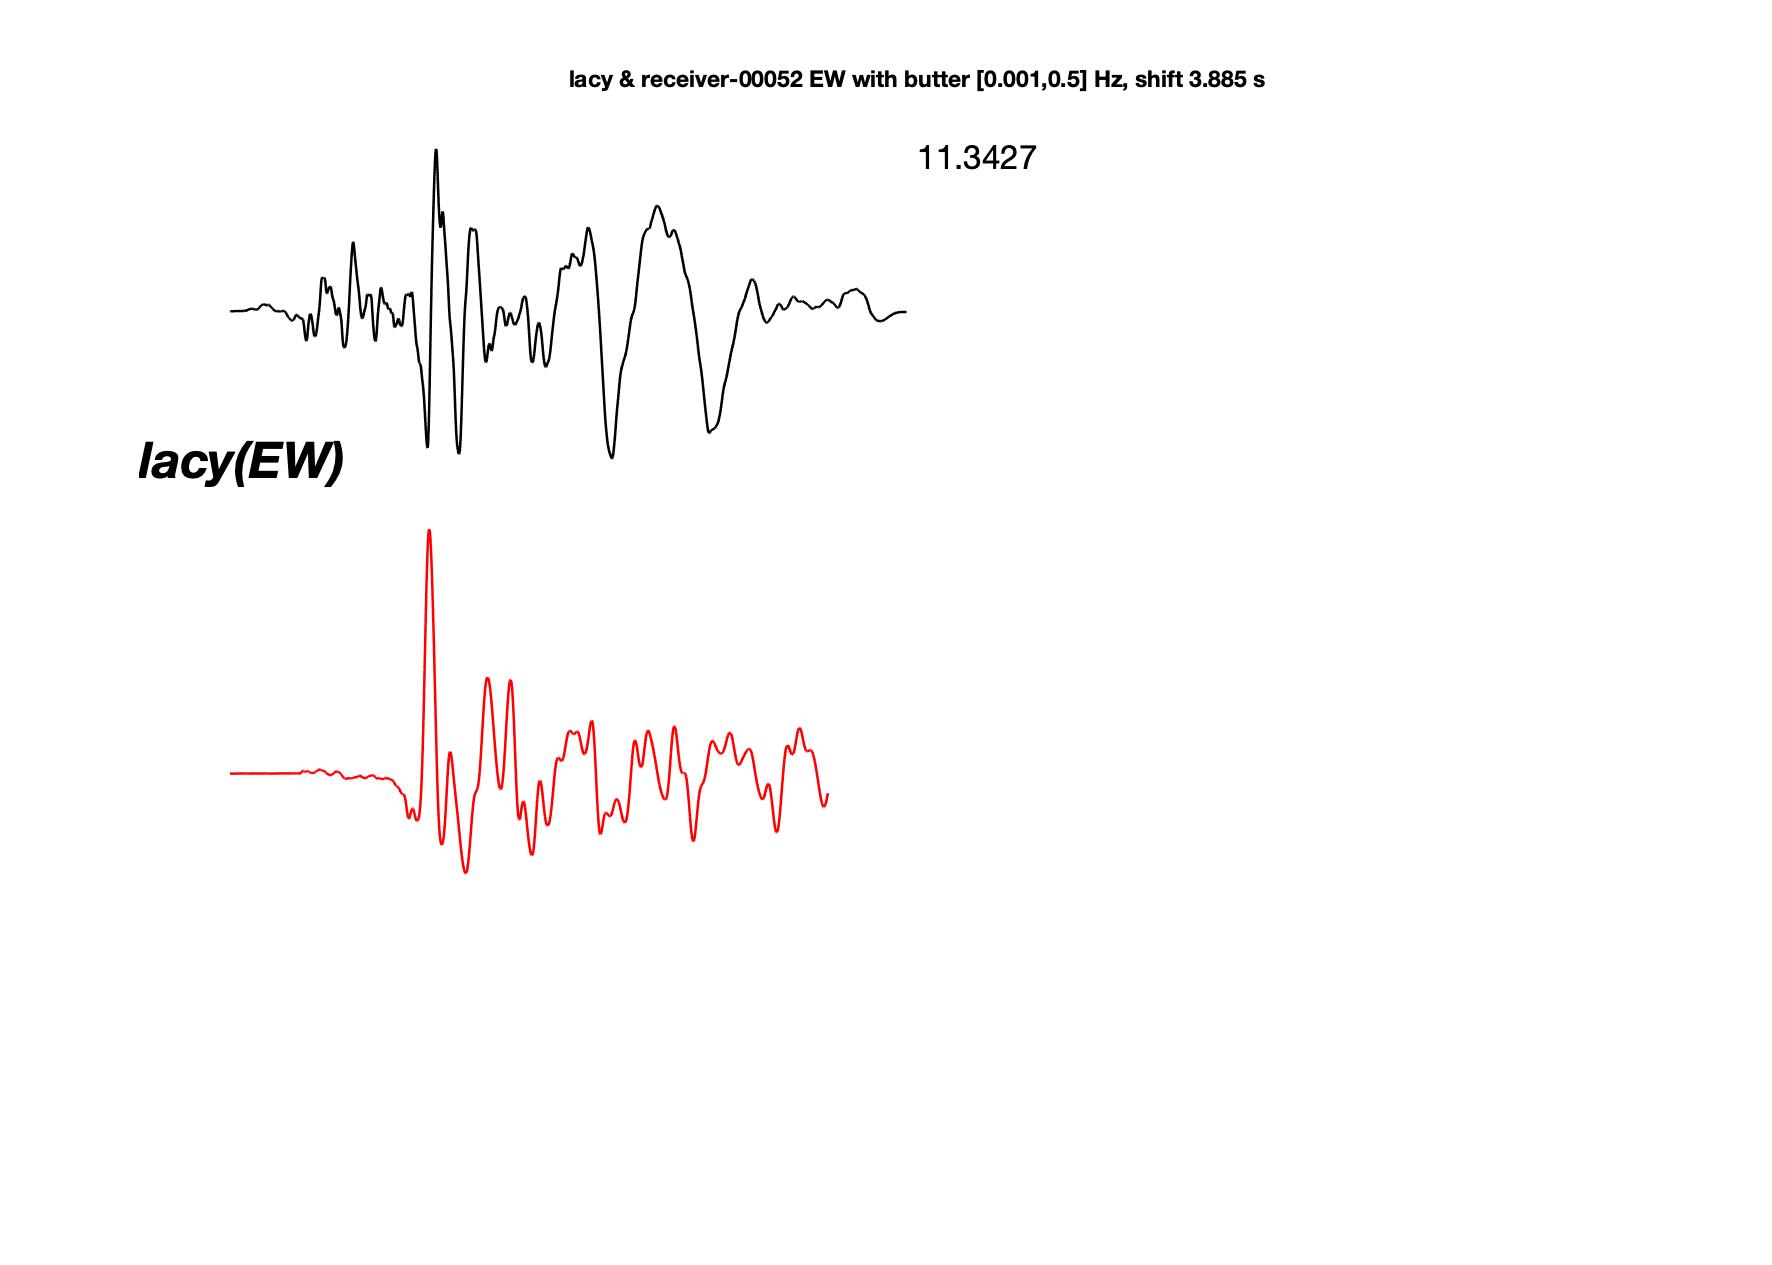 lacy & receiver-00052 EW with butter [0.001,0.5] Hz, shift 3.885 s
11.3427
lacy(EW)